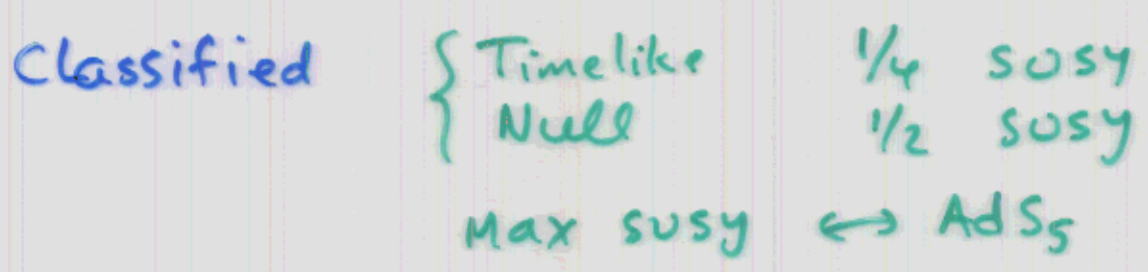 Classified { Timelike 1/4 susy
Null 1/2 susy
Max susy ↔ AdS5